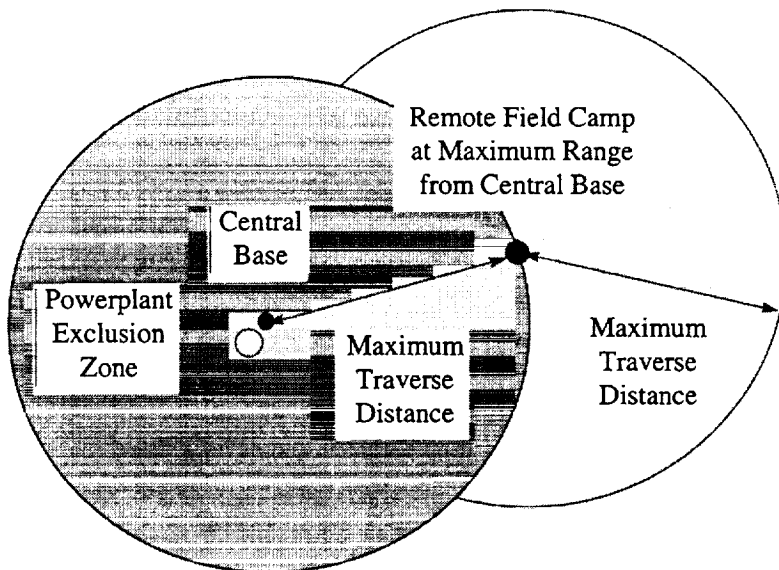 Remote Field Camp
at Maximum Range
from Central Base
Central
Base
Powerplant
Exclusion
Zone
Maximum
Traverse
Distance
Maximum
Traverse
Distance